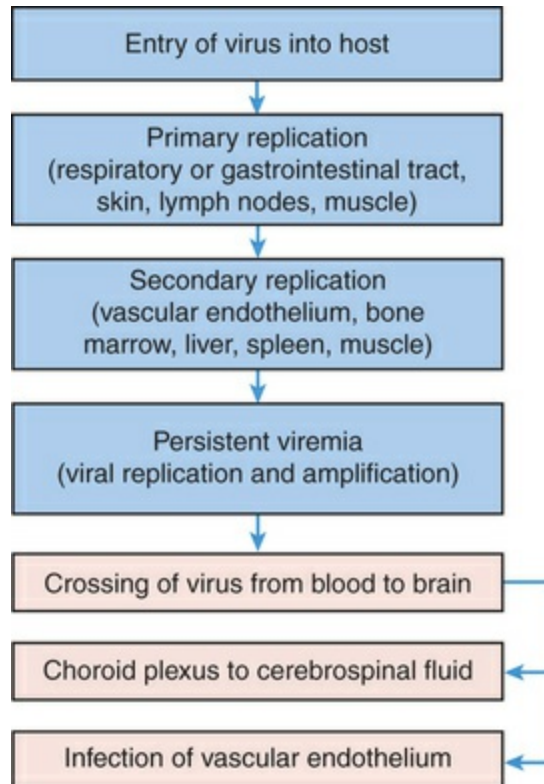 Entry of virus into host
Primary replication
(respiratory or gastrointestinal tract,
skin, lymph nodes, muscle)
Secondary replication
(vascular endothelium, bone
marrow, liver, spleen, muscle)
Persistent viremia
(viral replication and amplification)
Crossing of virus from blood to brain
Choroid plexus to cerebrospinal fluid
Infection of vascular endothelium